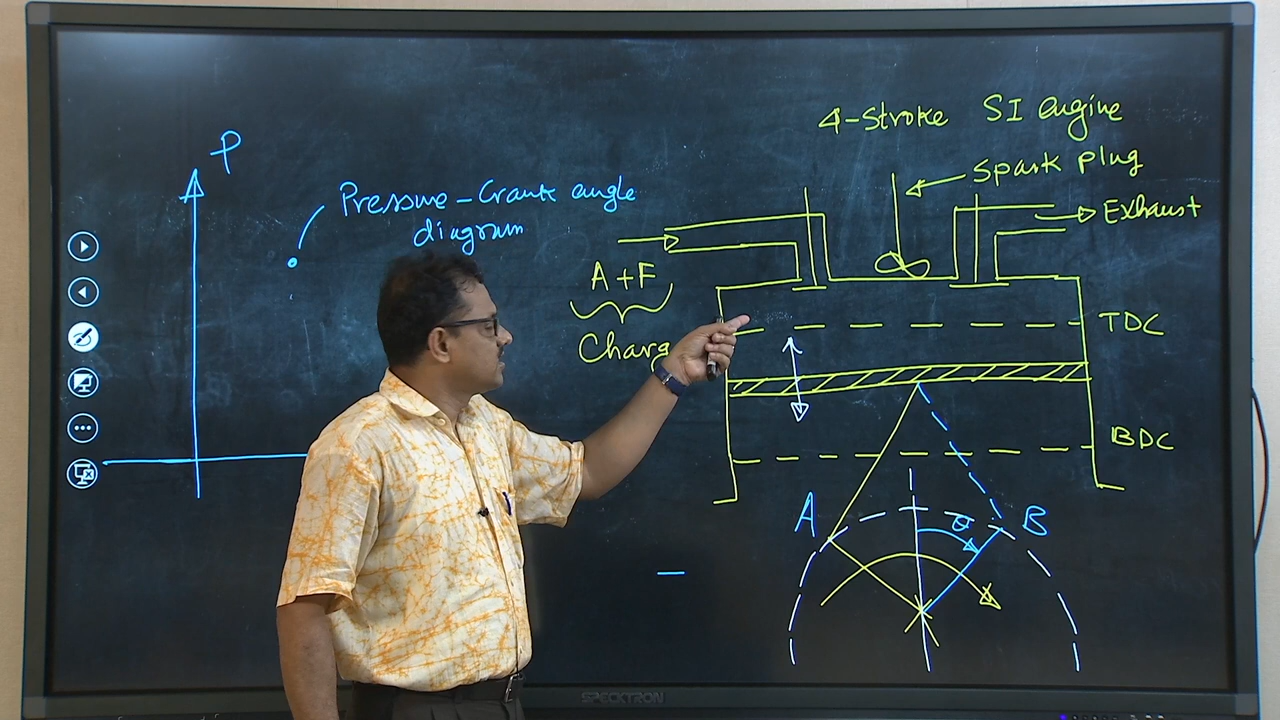 4-Stroke SI engine
P
Pressure-Crank angle
diagram
Spark plug
Exhaust
A+F
Charg
TDC
BDC
A
θ
B
SPECKTRON